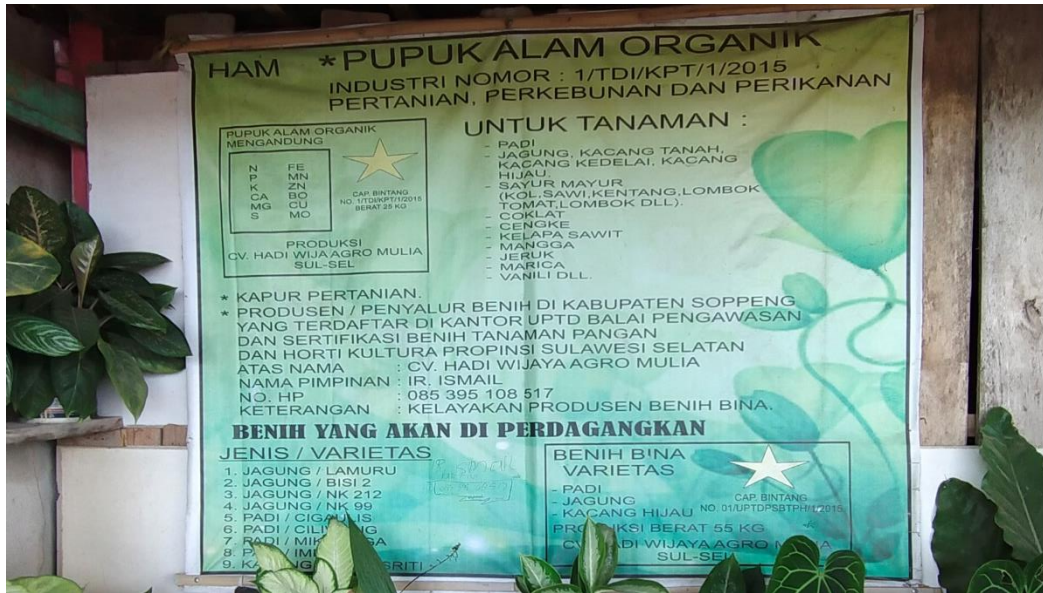 HAM *PUPUK ALAM ORGANIK
INDUSTRI NOMOR : 1/TDI/KPT/1/2015
PERTANIAN, PERKEBUNAN DAN PERIKANAN
PUPUK ALAM ORGANIK
MENGANDUNG
N FE
P MN
K ZN
CA BO
MG CU
S MO
CAP. BINTANG
NO. 1/TDI/KPT/1/2015
BERAT 25 KG
PRODUKSI
CV. HADI WIJA AGRO MULIA
SUL-SEL
UNTUK TANAMAN :
- PADI
- JAGUNG, KACANG TANAH,
KACANG KEDELAI, KACANG
HIJAU.
- SAYUR MAYUR
(KOL,SAWI,KENTANG,LOMBOK
TOMAT,LOMBOK DLL).
- COKLAT
- CENGKE
- KELAPA SAWIT
- MANGGA
- JERUK
- MARICA
- VANILI DLL.
* KAPUR PERTANIAN.
* PRODUSEN / PENYALUR BENIH DI KABUPATEN SOPPENG
YANG TERDAFTAR DI KANTOR UPTD BALAI PENGAWASAN
DAN SERTIFIKASI BENIH TANAMAN PANGAN
DAN HORTI KULTURA PROPINSI SULAWESI SELATAN
ATAS NAMA : CV. HADI WIJAYA AGRO MULIA
NAMA PIMPINAN : IR. ISMAIL
NO. HP : 085 395 108 517
KETERANGAN : KELAYAKAN PRODUSEN BENIH BINA.
BENIH YANG AKAN DI PERDAGANGKAN
JENIS / VARIETAS
1. JAGUNG / LAMURU
2. JAGUNG / BISI 2
3. JAGUNG / NK 212
4. JAGUNG / NK 99
5. PADI /
6. PADI /
7. PADI /
8.
9.
BENIH BINA
VARIETAS
- PADI
- JAGUNG
- KACANG HIJAU
CAP. BINTANG
NO. 01/UPTDPSBTPH/1/2015
BERAT 55 KG
HADI WIJAYA AGRO
SUL-SEL